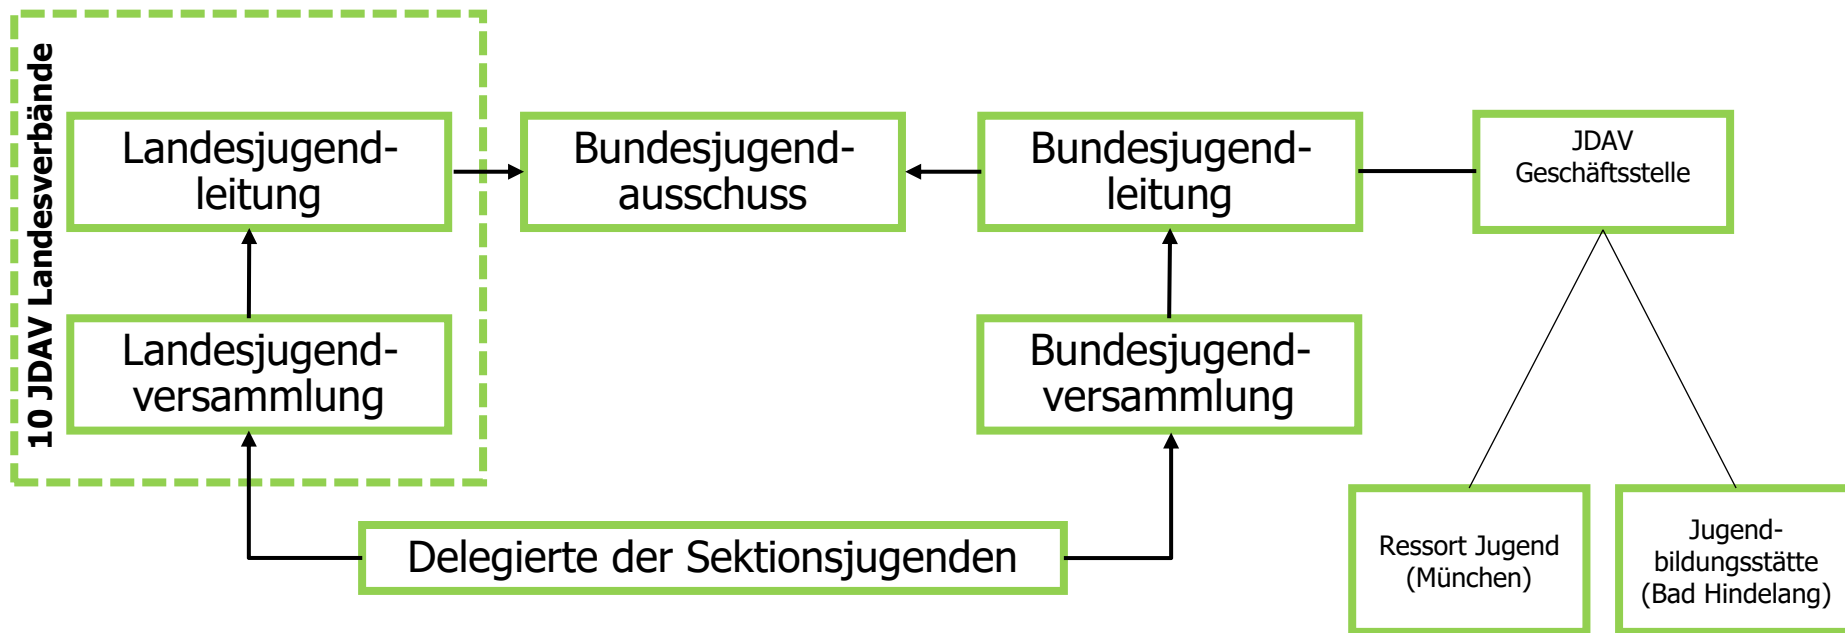 10 JDAV Landesverbände
Landesjugend-
leitung
Bundesjugend-
ausschuss
Bundesjugend-
leitung
JDAV
Geschäftsstelle
Landesjugend-
versammlung
Bundesjugend-
versammlung
Delegierte der Sektionsjugenden
Ressort Jugend
(München)
Jugend-
bildungsstätte
(Bad Hindelang)